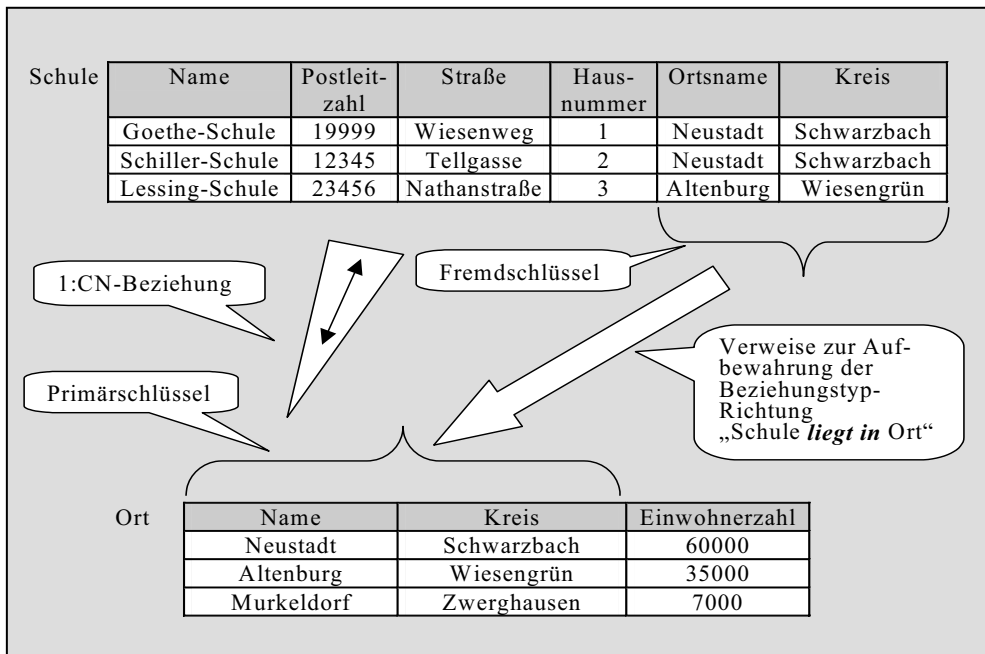 Schule Name Postleit- Straße Haus- Ortsname Kreis
zahl nummer
Goethe-Schule 19999 Wiesenweg 1 Neustadt Schwarzbach
Schiller-Schule 12345 Tellgasse 2 Neustadt Schwarzbach
Lessing-Schule 23456 Nathanstraße 3 Altenburg Wiesengrün
Fremdschlüssel
1:CN-Beziehung
Verweise zur Auf-
bewahrung der
Beziehungstyp-
Richtung
„Schule liegt in Ort“
Primärschlüssel
Ort Name Kreis Einwohnerzahl
Neustadt Schwarzbach 60000
Altenburg Wiesengrün 35000
Murkeldorf Zwerghausen 7000